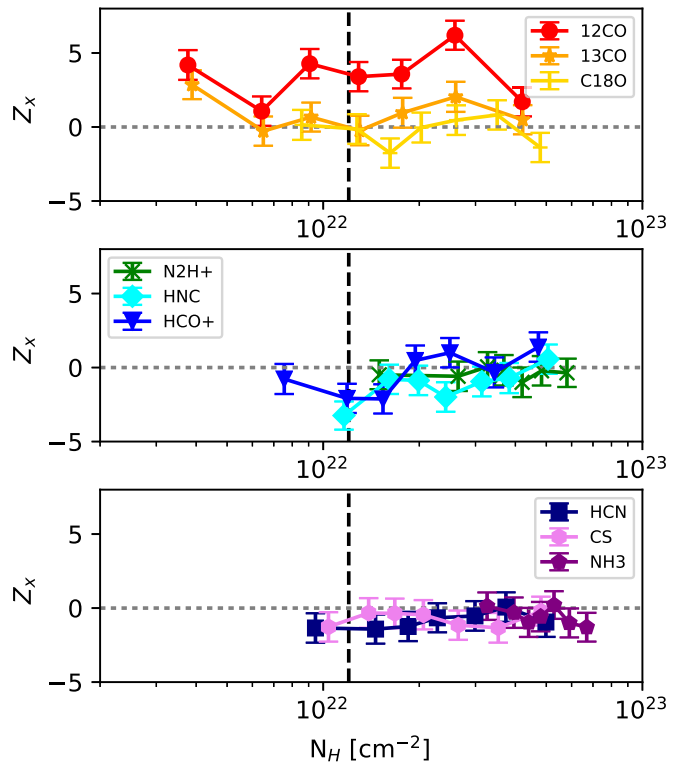 12CO
13CO
C18O
5
0
−5
Z_x
10^22
10^23
N2H+
HNC
HCO+
5
0
−5
Z_x
10^22
10^23
HCN
CS
NH3
5
0
−5
Z_x
10^22
10^23
N_H [cm^−2]